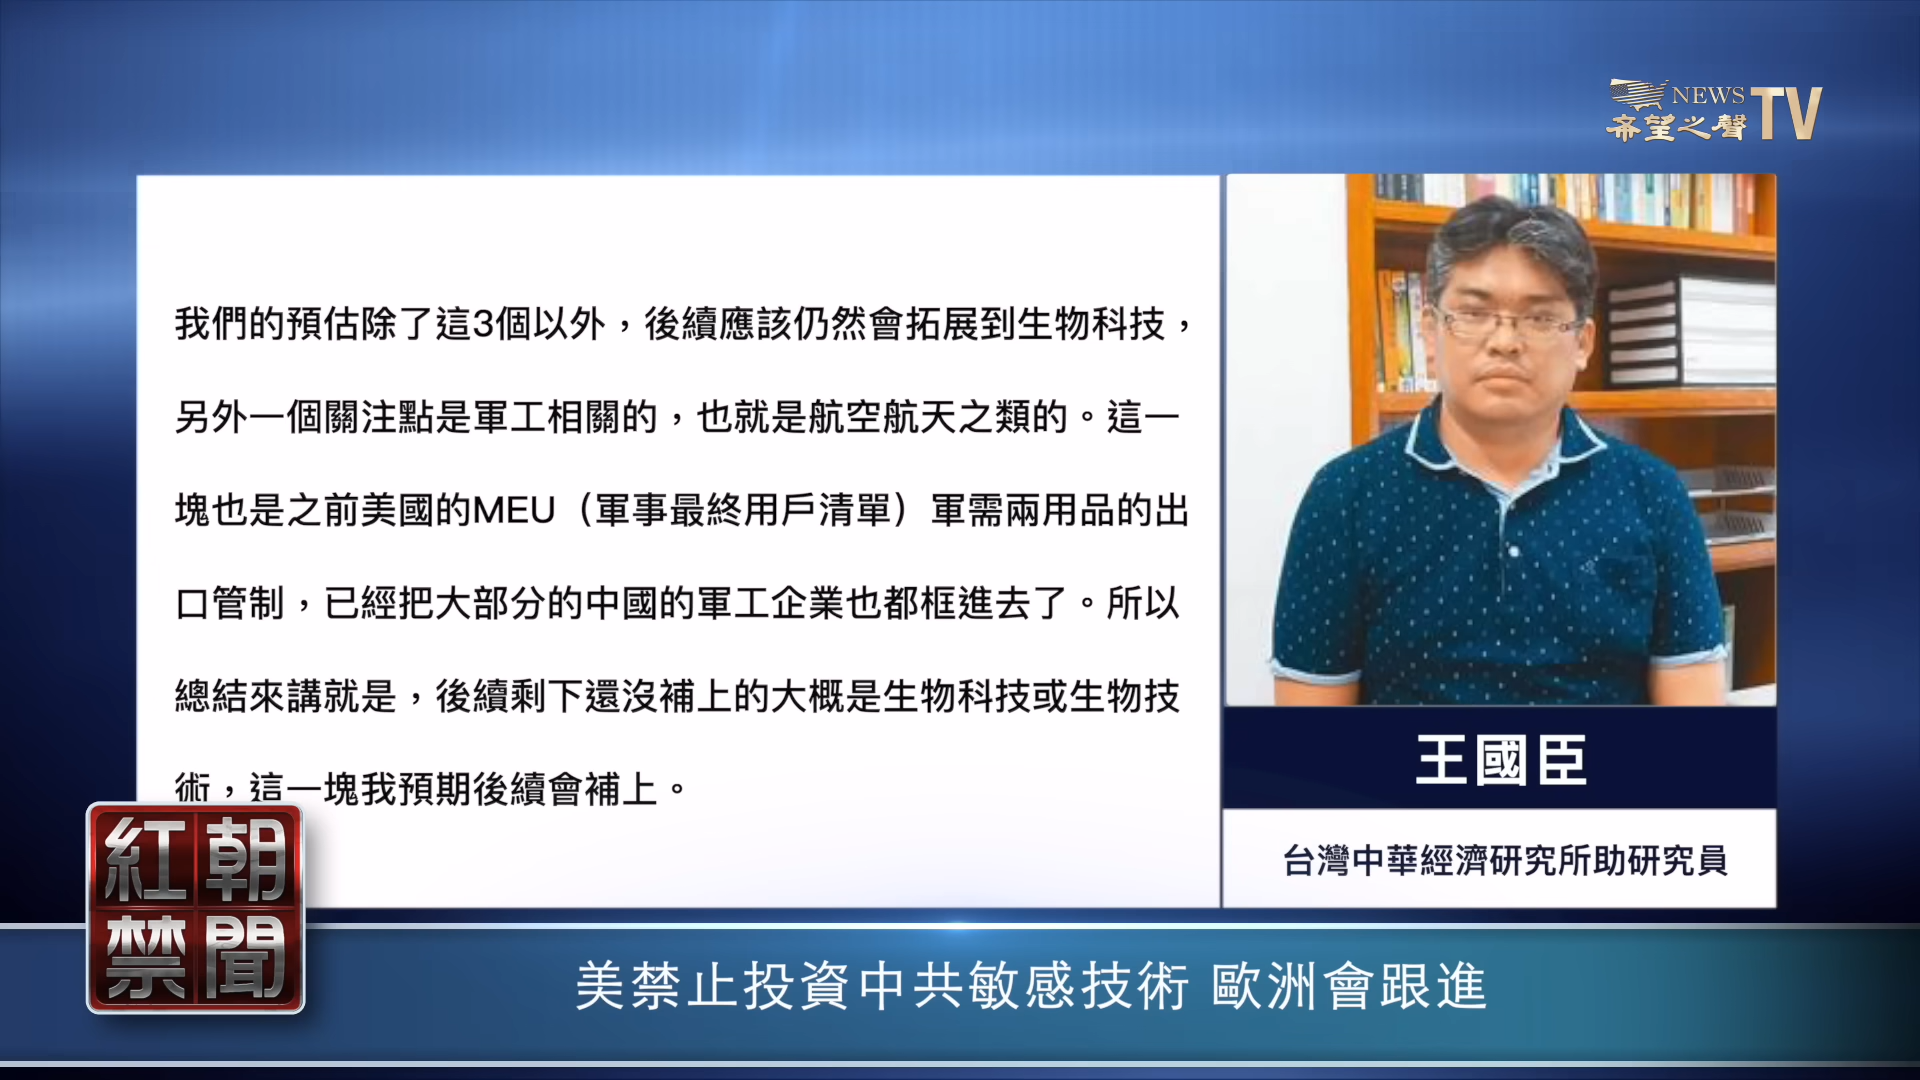 NEWS
希望之聲TV
我們的預估除了這3個以外，後續應該仍然會拓展到生物科技，
另外一個關注點是軍工相關的，也就是航空航天之類的。這一
塊也是之前美國的MEU（軍事最終用戶清單）軍需兩用品的出
口管制，已經把大部分的中國的軍工企業也都框進去了。所以
總結來講就是，後續剩下還沒補上的大概是生物科技或生物技
術，這一塊我預期後續會補上。
王國臣
台灣中華經濟研究所助研究員
紅朝
禁聞
美禁止投資中共敏感技術 歐洲會跟進